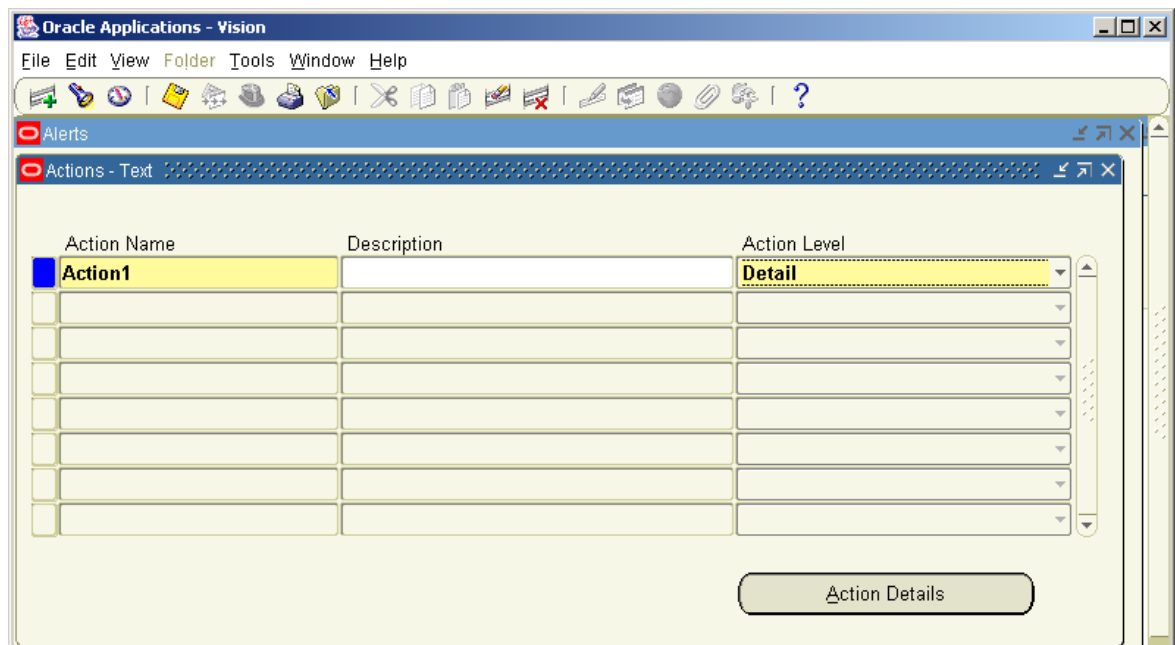 Oracle Applications - Vision
File Edit View Folder Tools Window Help
?
Alerts
Actions - Text
Action Name Description Action Level
Action1 Detail
Action Details